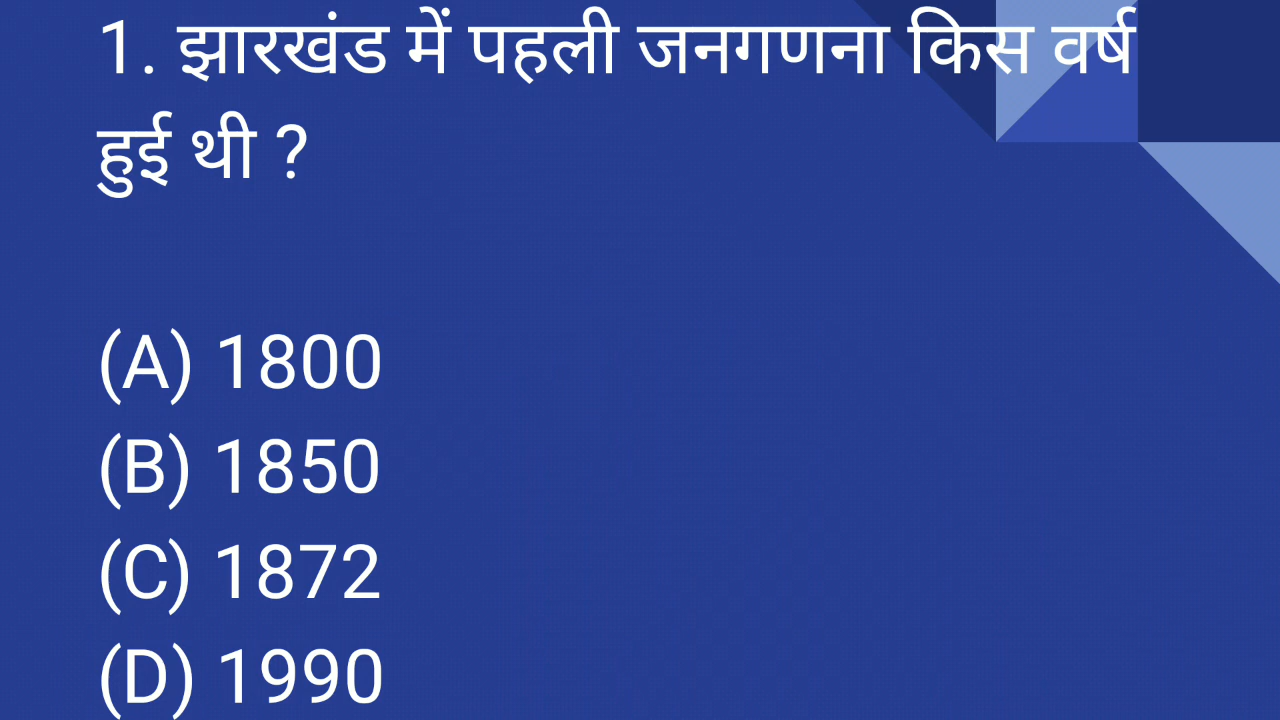 1. झारखंड में पहली जनगणना किस वर्ष
हुई थी ?
(A) 1800
(B) 1850
(C) 1872
(D) 1990